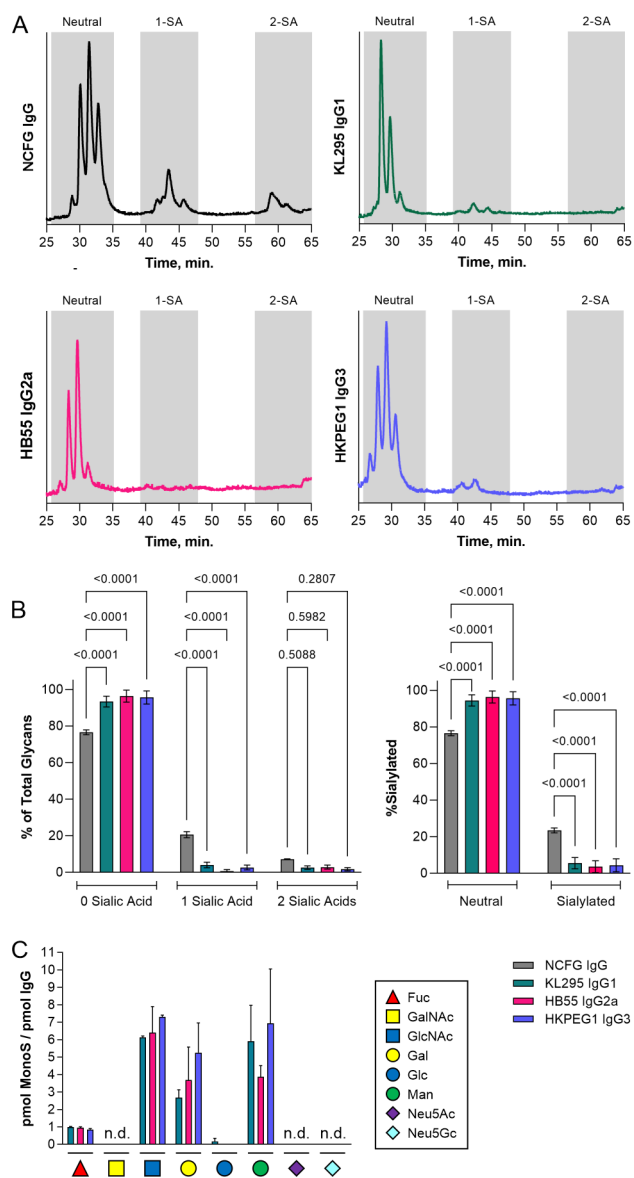 A
Neutral 1-SA 2-SA
NCFG IgG
25 30 35 40 45 50 55 60 65
Time, min.
Neutral 1-SA 2-SA
KL295 IgG1
25 30 35 40 45 50 55 60 65
Time, min.
Neutral 1-SA 2-SA
HB55 IgG2a
25 30 35 40 45 50 55 60 65
Time, min.
Neutral 1-SA 2-SA
HKPEG1 IgG3
25 30 35 40 45 50 55 60 65
Time, min.
B
<0.0001 <0.0001 0.2807
<0.0001 <0.0001 0.5982
<0.0001 <0.0001 0.5088
% of Total Glycans
100
80
60
40
20
0
0 Sialic Acid 1 Sialic Acid 2 Sialic Acids
<0.0001
<0.0001
<0.0001
<0.0001
<0.0001
<0.0001
%Sialylated
100
80
60
40
20
0
Neutral Sialylated
C
pmol MonoS / pmol IgG
11
10
9
8
7
6
5
4
3
2
1
0
n.d. n.d. n.d.
Fuc
GalNAc
GlcNAc
Gal
Glc
Man
Neu5Ac
Neu5Gc
NCFG IgG
KL295 IgG1
HB55 IgG2a
HKPEG1 IgG3